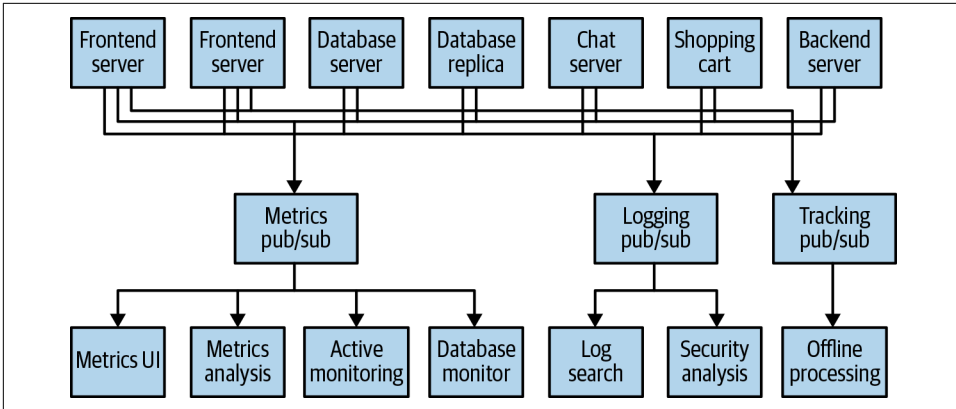 Frontend
server
Frontend
server
Database
server
Database
replica
Chat
server
Shopping
cart
Backend
server
Metrics
pub/sub
Logging
pub/sub
Tracking
pub/sub
Metrics UI
Metrics
analysis
Active
monitoring
Database
monitor
Log
search
Security
analysis
Offline
processing